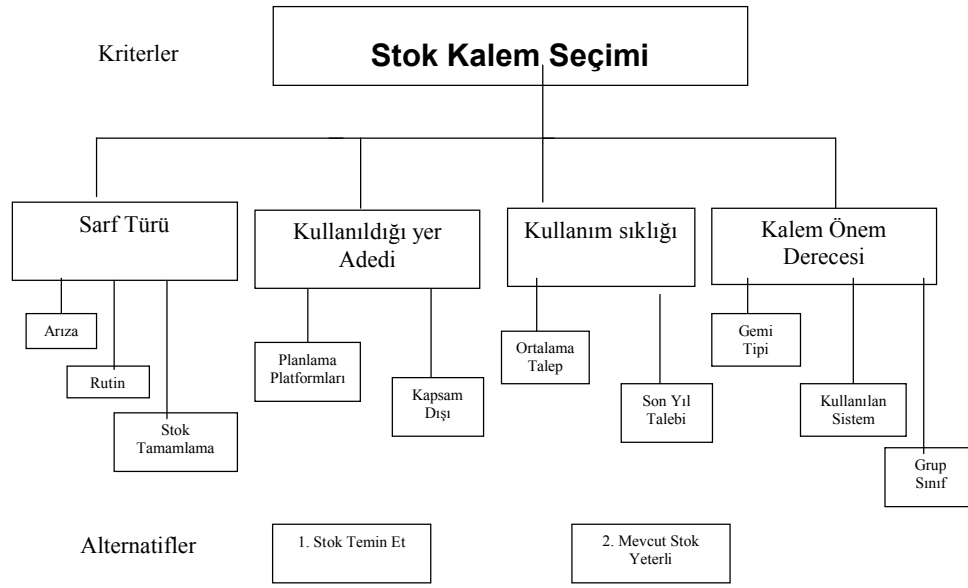 Kriterler
Stok Kalem Seçimi
Sarf Türü
Kullanıldığı yer
Adedi
Kullanım sıklığı
Kalem Önem
Derecesi
Arıza
Rutin
Stok
Tamamlama
Planlama
Platformları
Kapsam
Dışı
Ortalama
Talep
Son Yıl
Talebi
Gemi
Tipi
Kullanılan
Sistem
Grup
Sınıf
Alternatifler
1. Stok Temin Et
2. Mevcut Stok
Yeterli